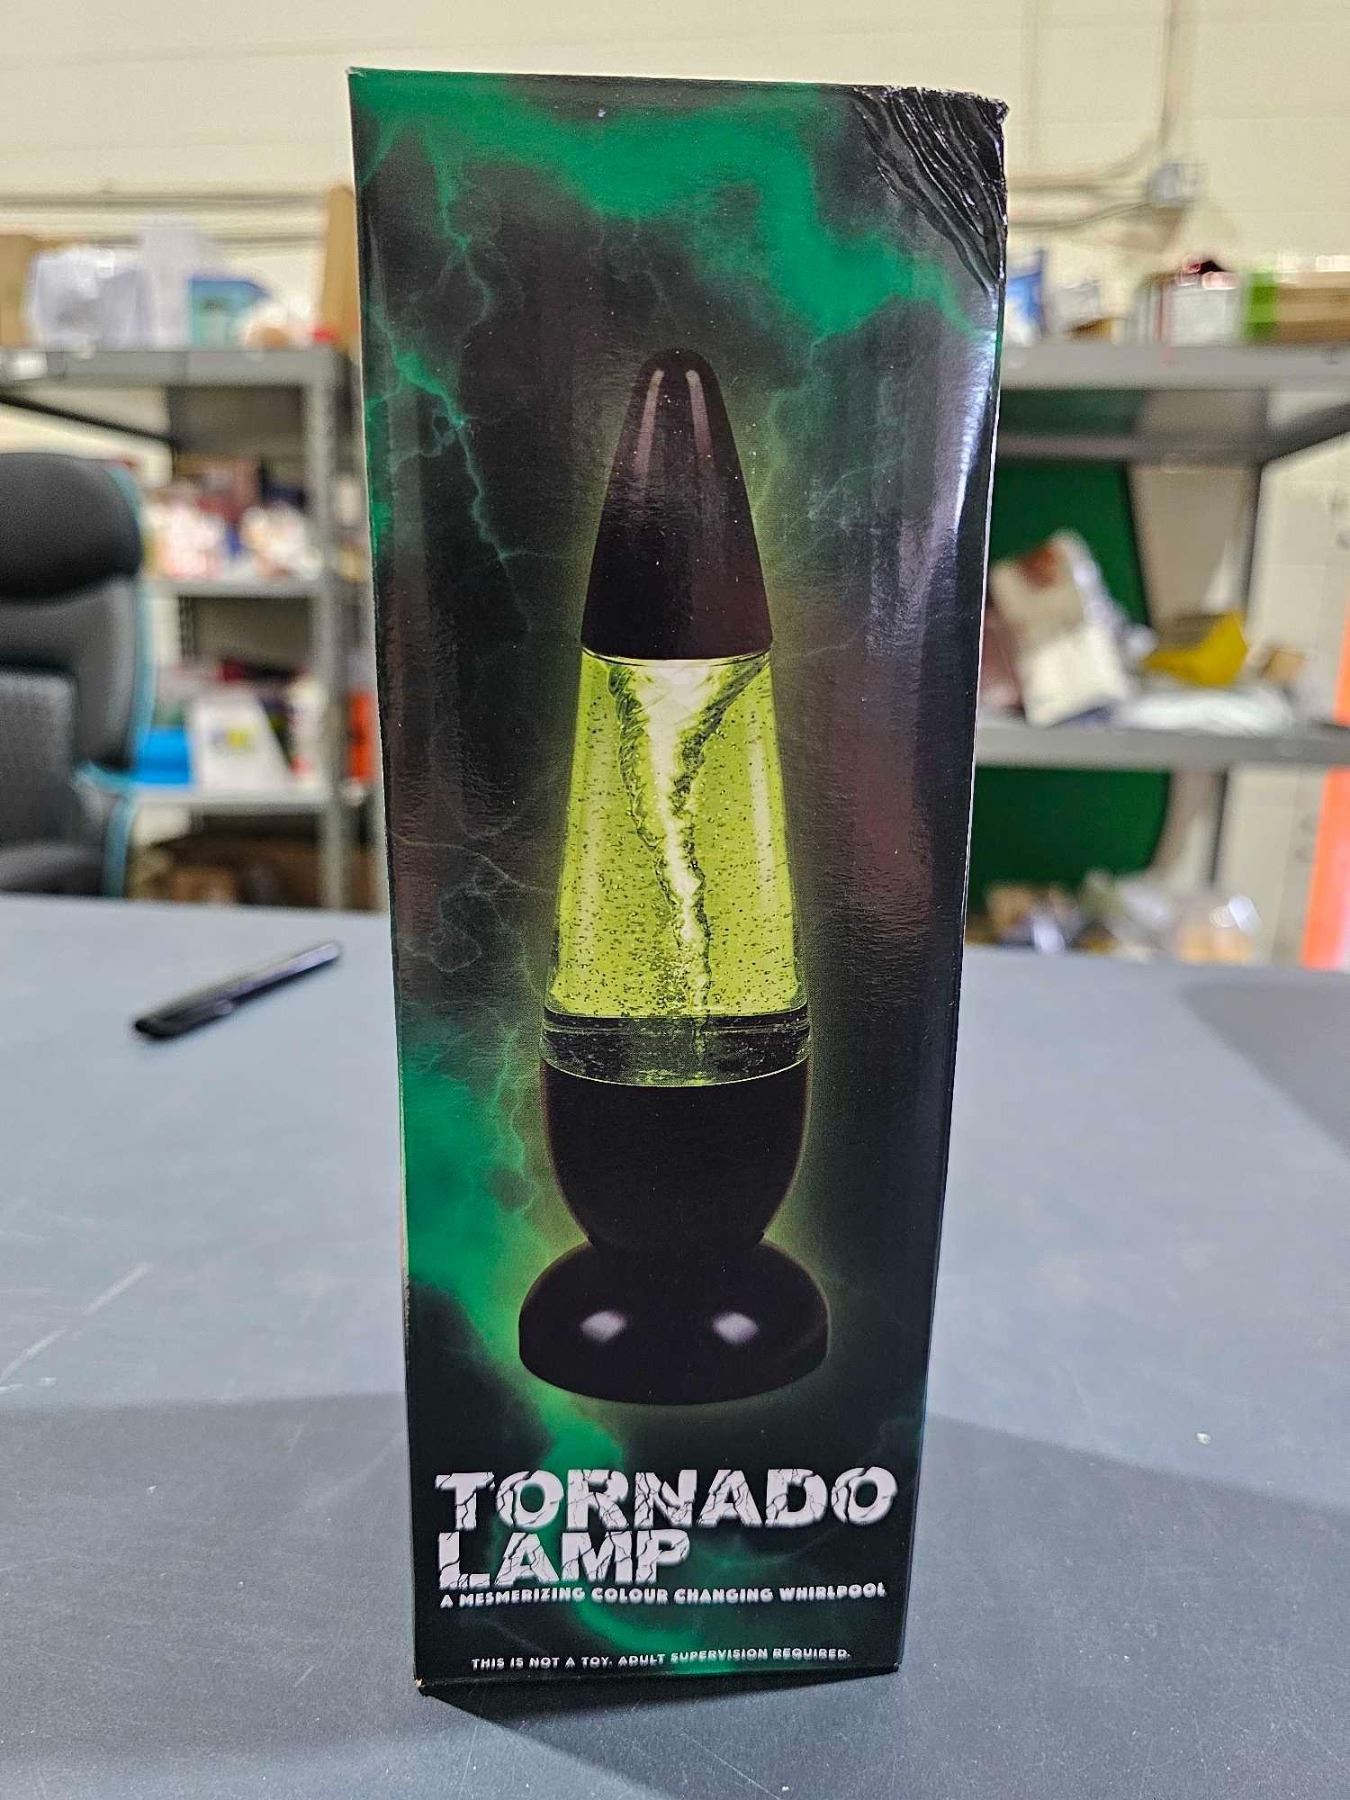 TORNADO
LAMP
A MESMERIZING COLOUR CHANGING WHIRLPOOL
THIS IS NOT A TOY. ADULT SUPERVISION REQUIRED.